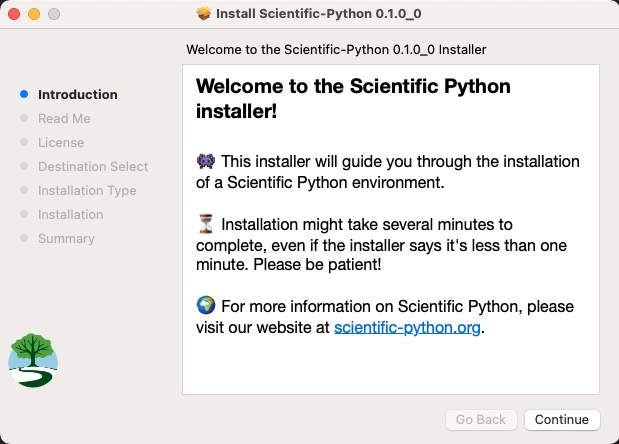 Install Scientific-Python 0.1.0_0
Welcome to the Scientific-Python 0.1.0_0 Installer
Introduction
Read Me
License
Destination Select
Installation Type
Installation
Summary
Welcome to the Scientific Python
installer!
👾 This installer will guide you through the installation
of a Scientific Python environment.
⏳ Installation might take several minutes to
complete, even if the installer says it's less than one
minute. Please be patient!
🌍 For more information on Scientific Python, please
visit our website at scientific-python.org.
Go Back
Continue